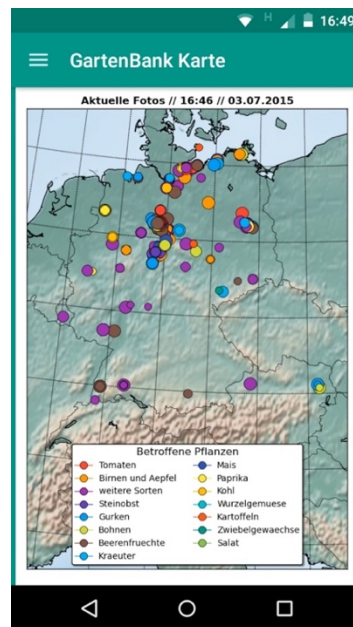 H 16:49
GartenBank Karte
Aktuelle Fotos // 16:46 // 03.07.2015
Betroffene Pflanzen
Tomaten
Birnen und Aepfel
weitere Sorten
Steinobst
Gurken
Bohnen
Beerenfruechte
Kraeuter
Mais
Paprika
Kohl
Wurzelgemuese
Kartoffeln
Zwiebelgewaechse
Salat